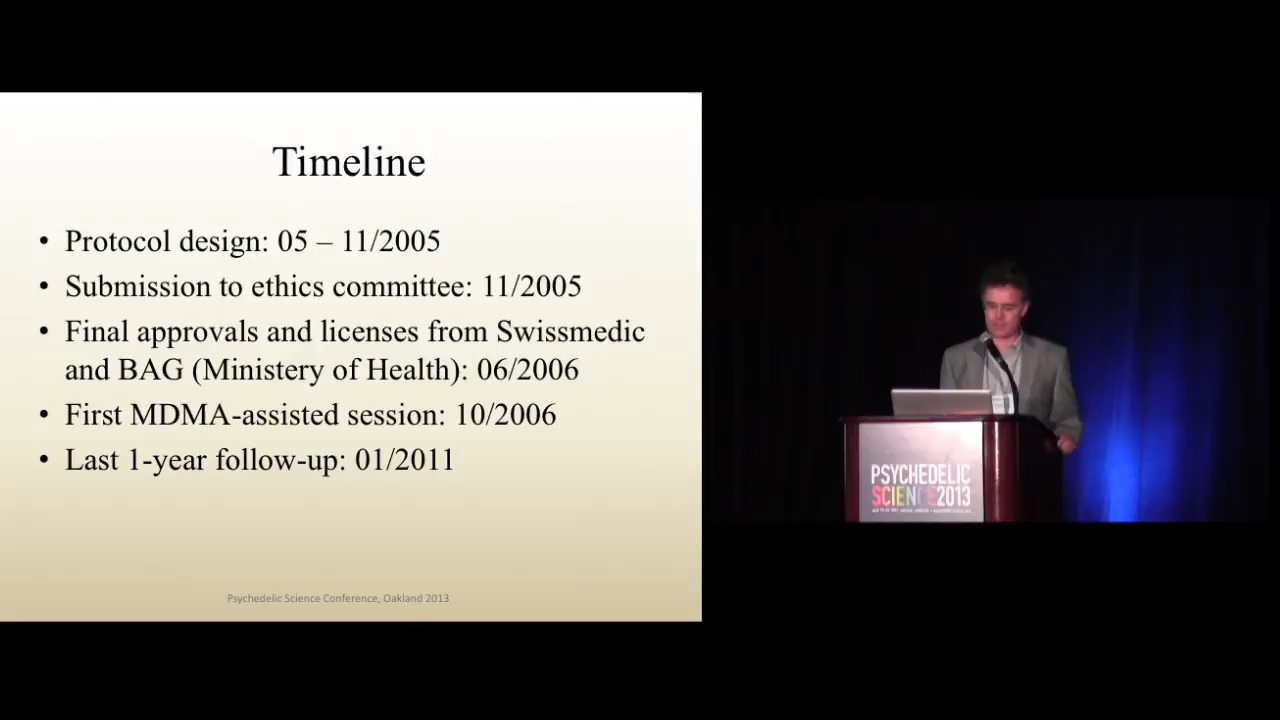 Timeline
• Protocol design: 05 – 11/2005
• Submission to ethics committee: 11/2005
• Final approvals and licenses from Swissmedic
and BAG (Ministery of Health): 06/2006
• First MDMA-assisted session: 10/2006
• Last 1-year follow-up: 01/2011
Psychedelic Science Conference, Oakland 2013
PSYCHEDELIC
SCIENCE2013